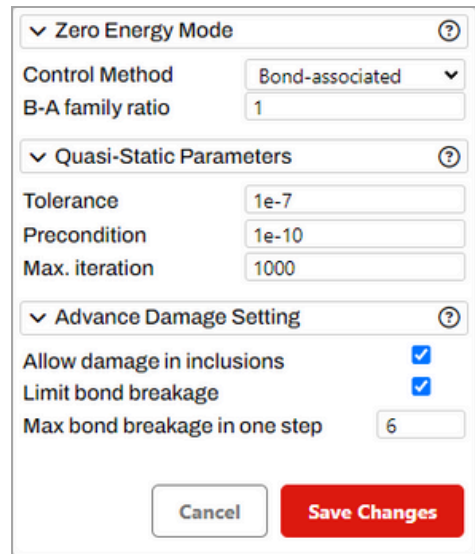 Zero Energy Mode ?
Control Method Bond-associated
B-A family ratio 1
Quasi-Static Parameters ?
Tolerance 1e-7
Precondition 1e-10
Max. iteration 1000
Advance Damage Setting ?
Allow damage in inclusions
Limit bond breakage
Max bond breakage in one step 6
Cancel Save Changes